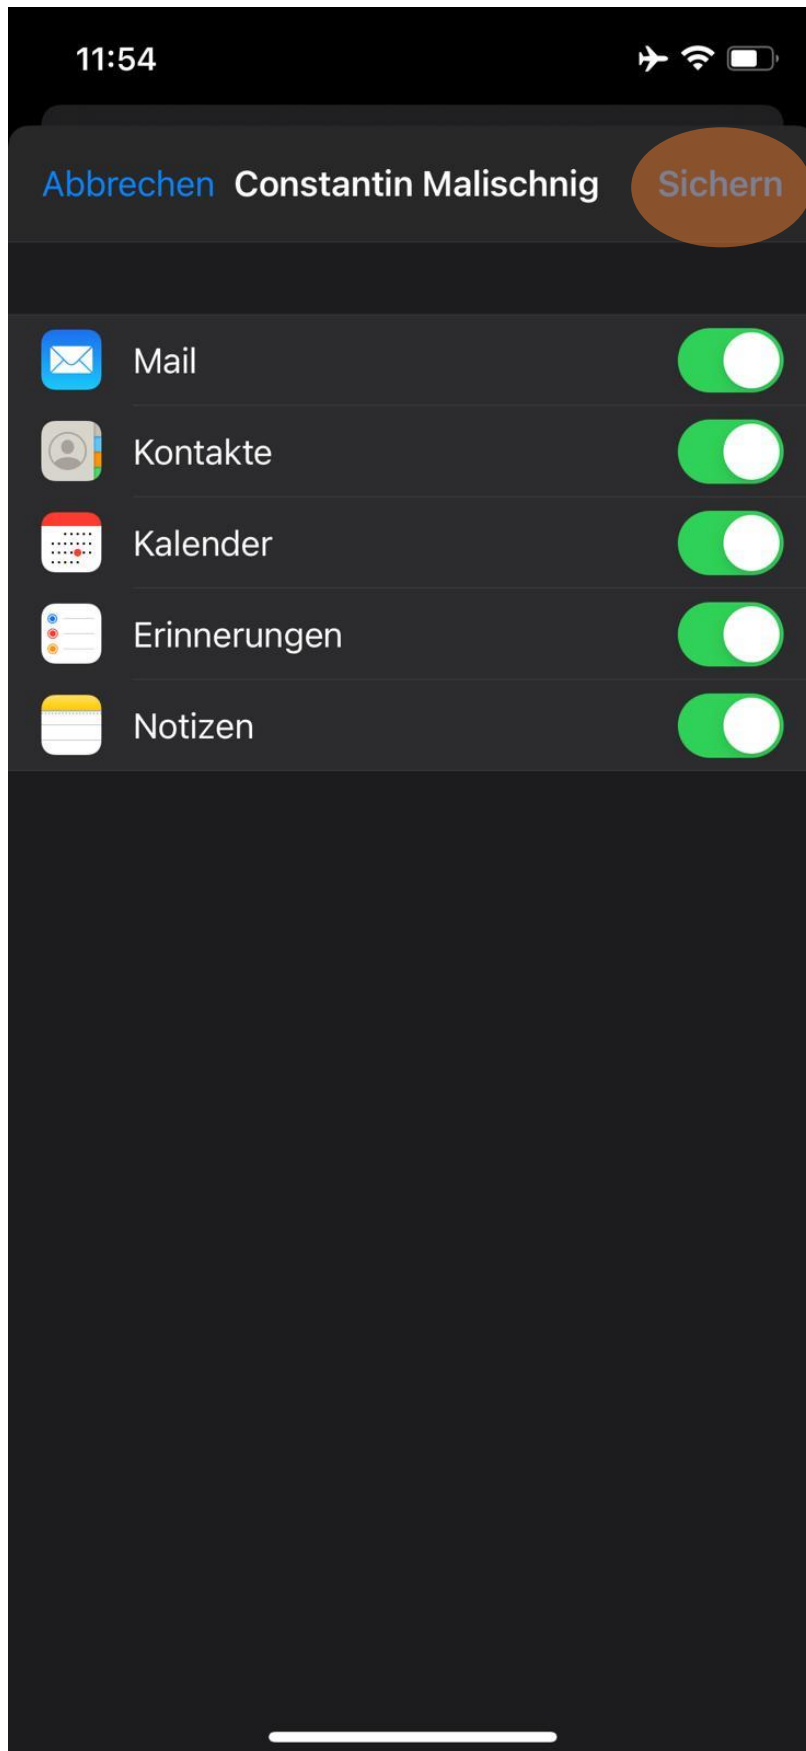 11:54
Abbrechen Constantin Malischnig Sichern
Mail
Kontakte
Kalender
Erinnerungen
Notizen